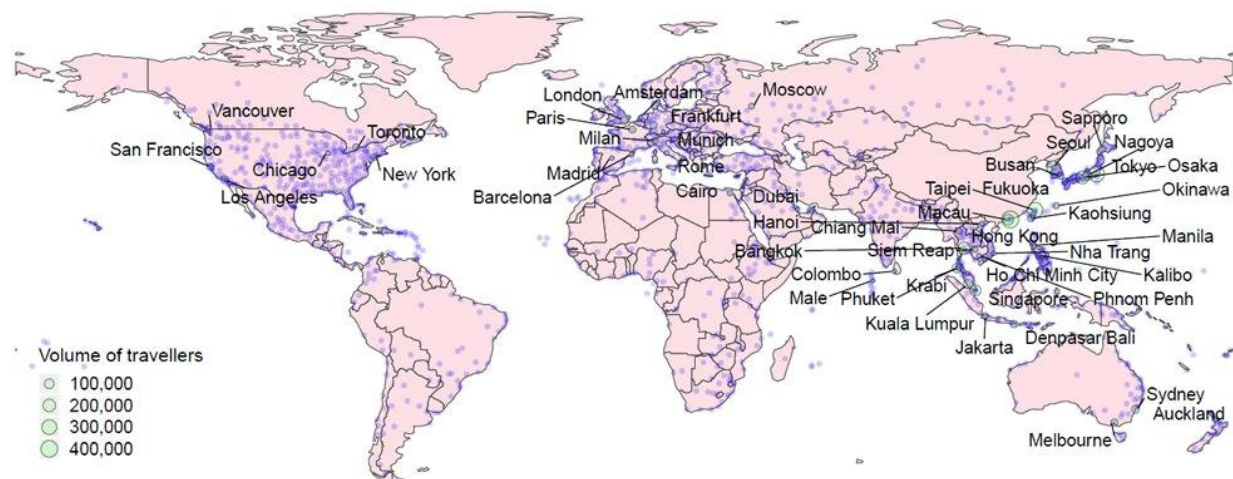 Vancouver
San Francisco
Chicago
Toronto
New York
Los Angeles
London
Amsterdam
Moscow
Paris
Frankfurt
Milan
Munich
Madrid
Rome
Barcelona
Cairo
Dubai
Sapporo
Seoul
Nagoya
Busan
Tokyo
Osaka
Taipei
Fukuoka
Okinawa
Macau
Kaohsiung
Hanoi
Chiang Mai
Hong Kong
Manila
Bangkok
Siem Reap
Nha Trang
Colombo
Ho Chi Minh City
Kalibo
Male
Phuket
Krabi
Singapore
Phnom Penh
Kuala Lumpur
Jakarta
Denpasar Bali
Sydney
Auckland
Melbourne
Volume of travellers
100,000
200,000
300,000
400,000